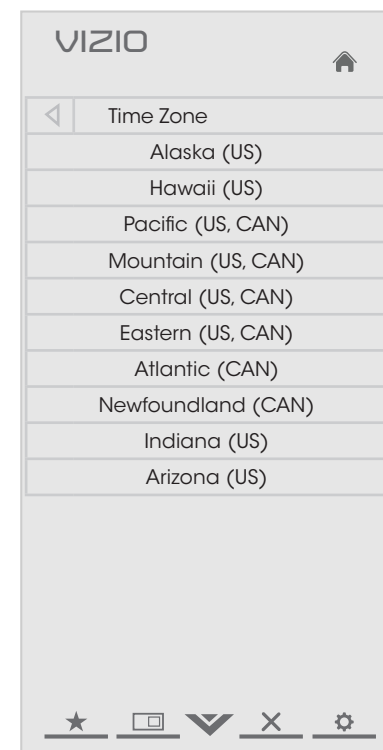 VIZIO
Time Zone
Alaska (US)
Hawaii (US)
Pacific (US, CAN)
Mountain (US, CAN)
Central (US, CAN)
Eastern (US, CAN)
Atlantic (CAN)
Newfoundland (CAN)
Indiana (US)
Arizona (US)